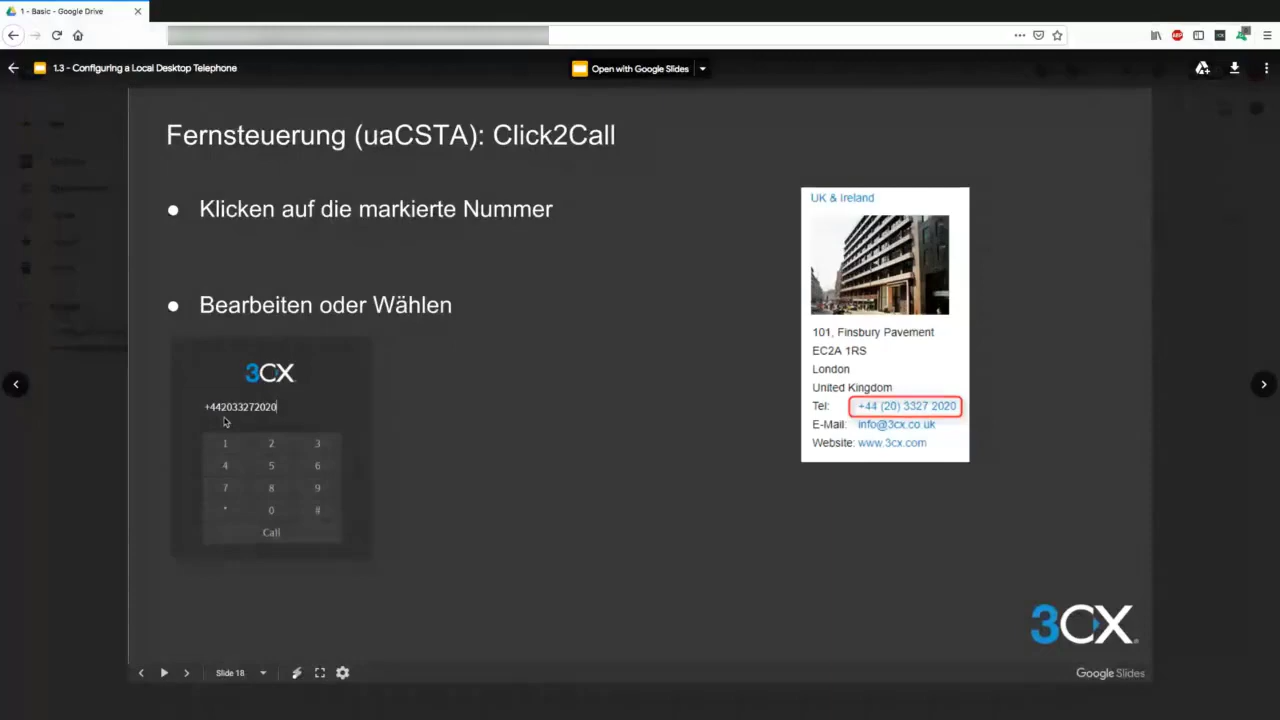 1 - Basic - Google Drive
1.3 - Configuring a Local Desktop Telephone
Open with Google Slides
Fernsteuerung (uaCSTA): Click2Call
● Klicken auf die markierte Nummer
● Bearbeiten oder Wählen
3CX
+442033272020
1 2 3
4 5 6
7 8 9
* 0 #
Call
UK & Ireland
101, Finsbury Pavement
EC2A 1RS
London
United Kingdom
Tel: +44 (20) 3327 2020
E-Mail: info@3cx.co.uk
Website: www.3cx.com
3CX
Slide 18
Google Slides